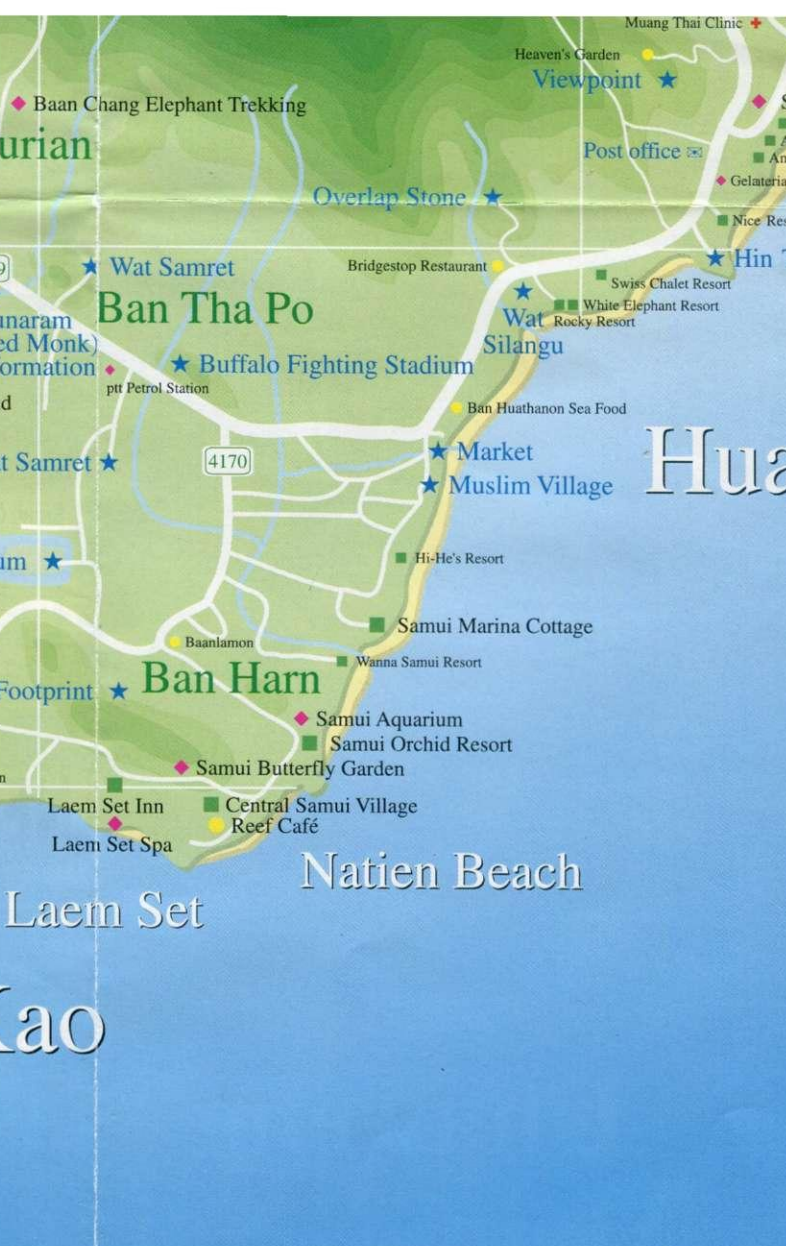 Muang Thai Clinic
Heaven's Garden
Viewpoint
Baan Chang Elephant Trekking
S
urian
Post office
A
An
Gelateria
Overlap Stone
Nice Res
Wat Samret
Bridgestop Restaurant
Hin T
9
Swiss Chalet Resort
Ban Tha Po
White Elephant Resort
unaram
Wat
Rocky Resort
ed Monk)
Silangu
ormation
Buffalo Fighting Stadium
ptt Petrol Station
d
Ban Huathanon Sea Food
Market
Hua
4170
t Samret
Muslim Village
Hi-He's Resort
um
Samui Marina Cottage
Baanlamon
Wanna Samui Resort
Ban Harn
Footprint
Samui Aquarium
Samui Orchid Resort
Samui Butterfly Garden
n
Laem Set Inn
Central Samui Village
Reef Café
Laem Set Spa
Natien Beach
Laem Set
Kao